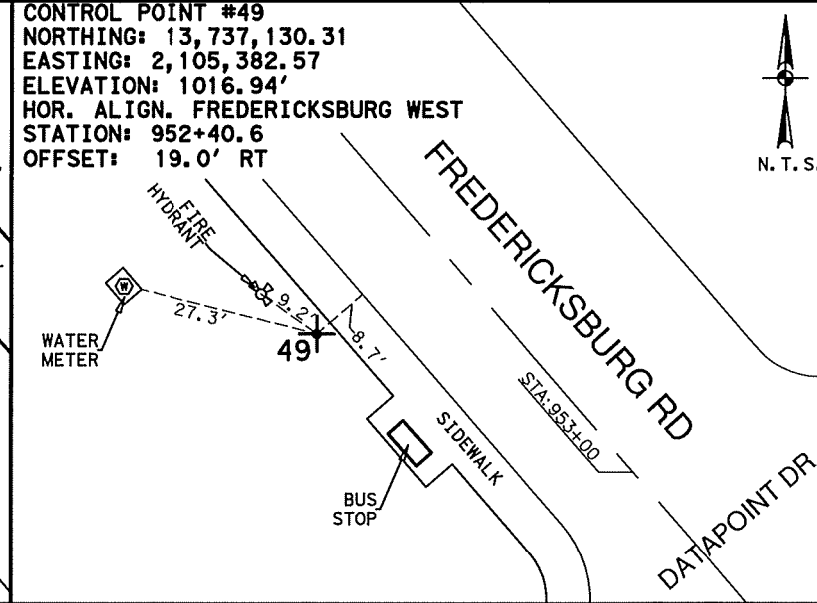 CONTROL POINT #49
NORTHING: 13,737,130.31
EASTING: 2,105,382.57
ELEVATION: 1016.94'
HOR. ALIGN. FREDERICKSBURG WEST
STATION: 952+40.6
OFFSET: 19.0' RT
N.T.S.
FREDERICKSBURG RD
FIRE
HYDRANT
W
9.2'
27.3'
WATER
METER
49
8.7'
STA:953+00
SIDEWALK
BUS
STOP
DATAPOINT DR